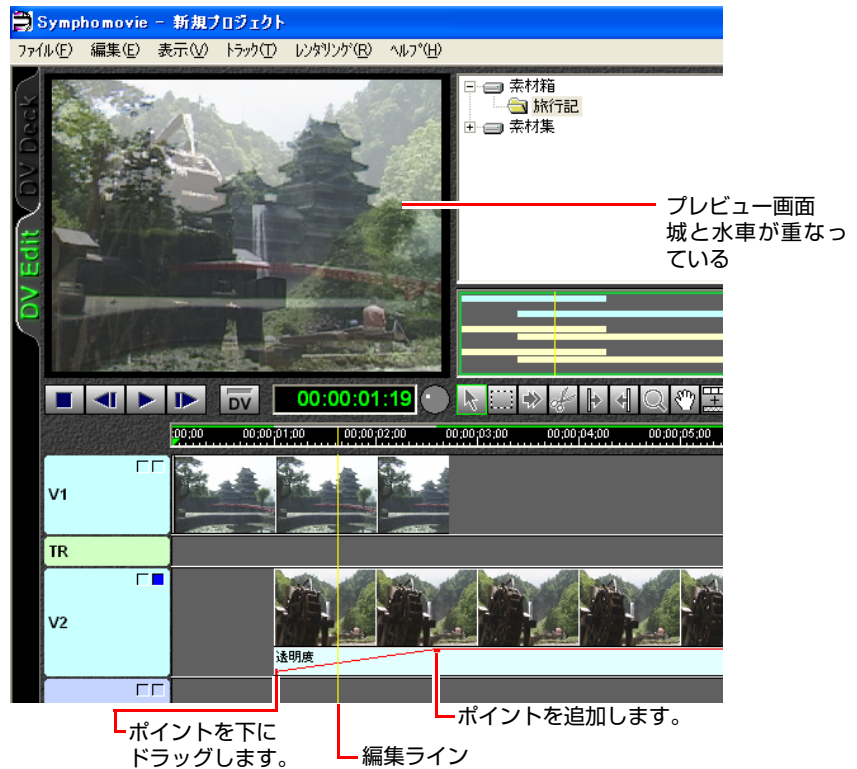 Symphomovie - 新規プロジェクト
ファイル(F) 編集(E) 表示(V) トラック(T) レンダリング(R) ヘルプ(H)
DV Deck
DV Edit
素材箱
旅行記
素材集
プレビュー画面
城と水車が重なっ
ている
DV
00:00:01:19
:00;00 00;00;01;00 00;00;02;00 00;00;03;00 00;00;04;00 00;00;05;00
V1
TR
V2
透明度
ポイントを下に
ドラッグします。
編集ライン
ポイントを追加します。